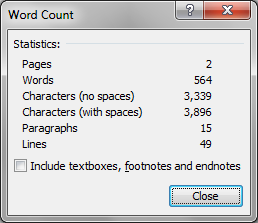 Word Count
Statistics:
Pages 2
Words 564
Characters (no spaces) 3,339
Characters (with spaces) 3,896
Paragraphs 15
Lines 49
Include textboxes, footnotes and endnotes
Close